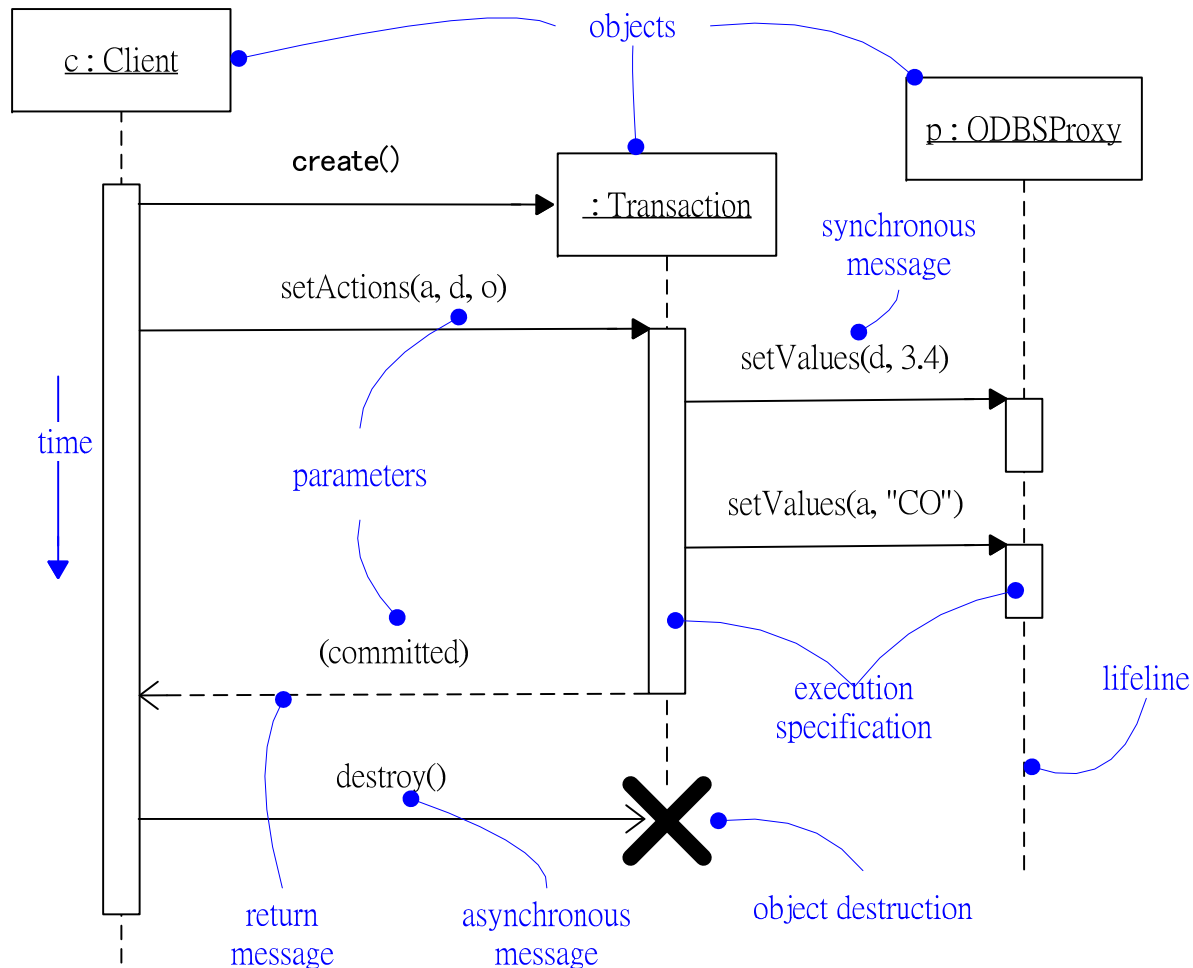 objects
c : Client
p : ODBSProxy
create()
: Transaction
synchronous
message
setActions(a, d, o)
setValues(d, 3.4)
time
parameters
setValues(a, "CO")
(committed)
execution
specification
lifeline
destroy()
return
message
asynchronous
message
object destruction